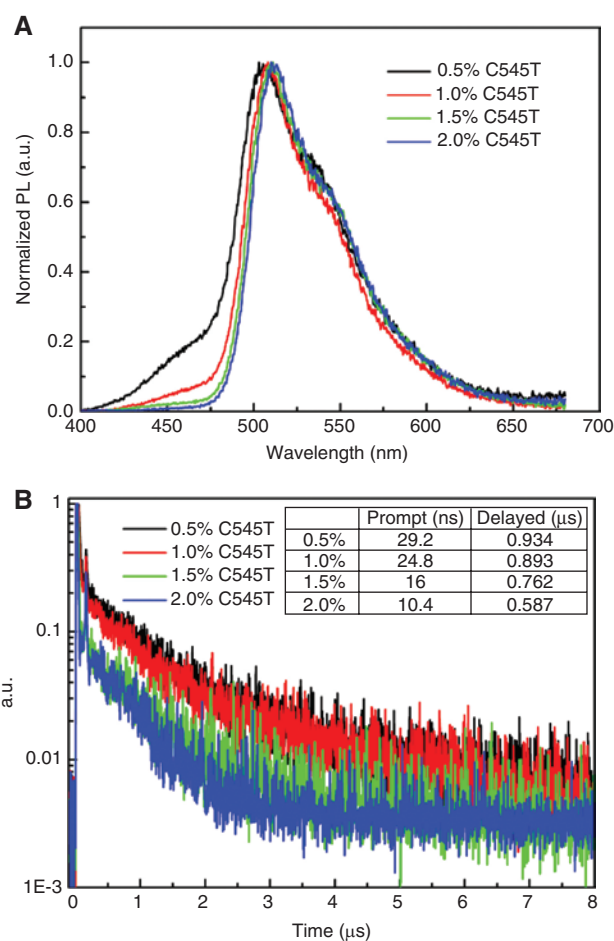 A
1.0
0.8
0.6
0.4
0.2
0.0
Normalized PL (a.u.)
0.5% C545T
1.0% C545T
1.5% C545T
2.0% C545T
400 450 500 550 600 650 700
Wavelength (nm)
B
1
0.1
0.01
1E-3
a.u.
0.5% C545T
1.0% C545T
1.5% C545T
2.0% C545T
Prompt (ns) Delayed (μs)
0.5% 29.2 0.934
1.0% 24.8 0.893
1.5% 16 0.762
2.0% 10.4 0.587
0 1 2 3 4 5 6 7 8
Time (μs)